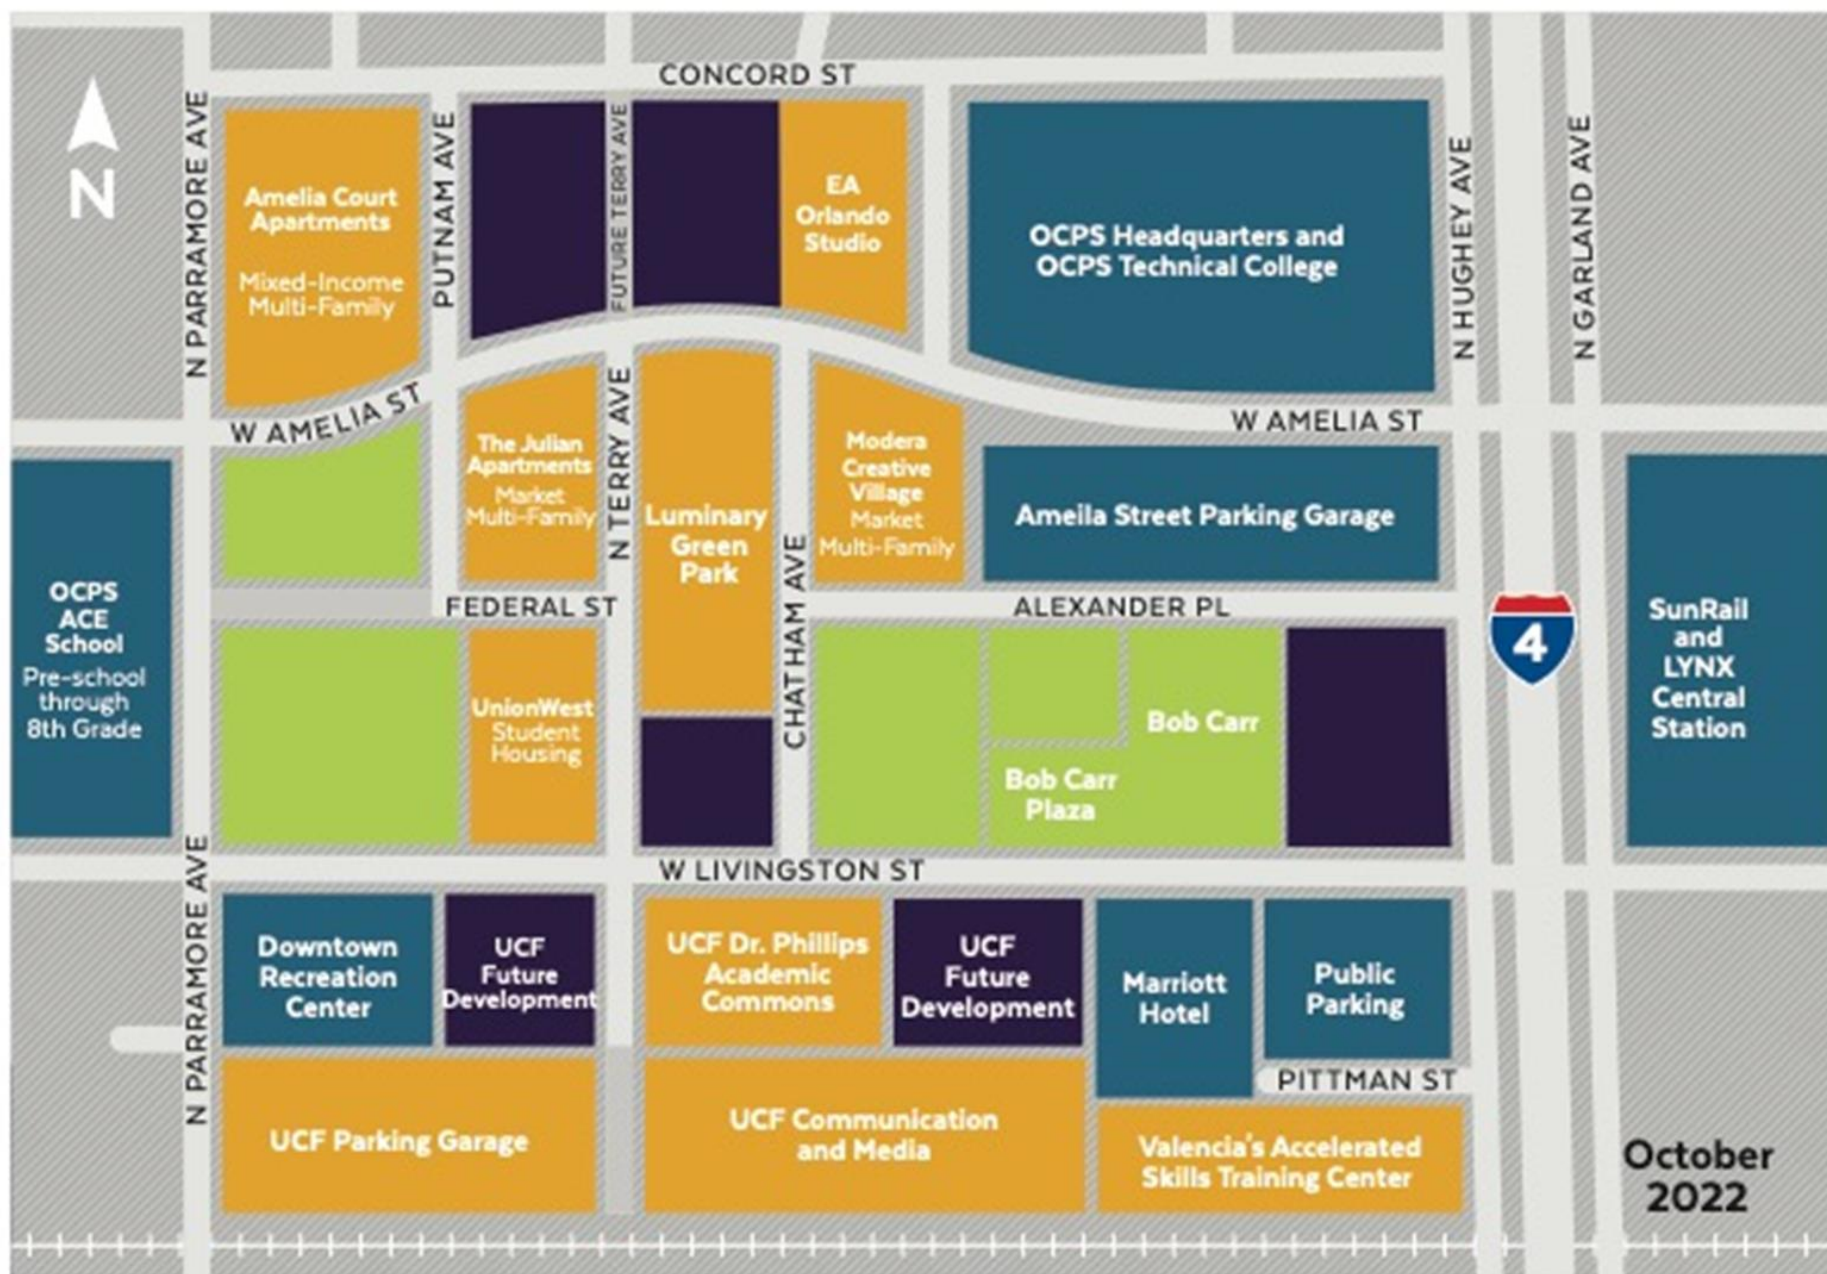 CONCORD ST
N
N PARRAMORE AVE
Amelia Court
Apartments
Mixed-Income
Multi-Family
PUTNAM AVE
FUTURE TERRY AVE
EA
Orlando
Studio
OCPS Headquarters and
OCPS Technical College
N HUGHEY AVE
N GARLAND AVE
W AMELIA ST
W AMELIA ST
The Julian
Apartments
Market
Multi-Family
N TERRY AVE
Luminary
Green
Park
CHATHAM AVE
Modera
Creative
Village
Market
Multi-Family
Ameila Street Parking Garage
OCPS
ACE
School
Pre-school
through
8th Grade
FEDERAL ST
ALEXANDER PL
4
SunRail
and
LYNX
Central
Station
UnionWest
Student
Housing
Bob Carr
Bob Carr
Plaza
W LIVINGSTON ST
N PARRAMORE AVE
Downtown
Recreation
Center
UCF
Future
Development
UCF Dr. Phillips
Academic
Commons
UCF
Future
Development
Marriott
Hotel
Public
Parking
PITTMAN ST
UCF Parking Garage
UCF Communication
and Media
Valencia's Accelerated
Skills Training Center
October
2022